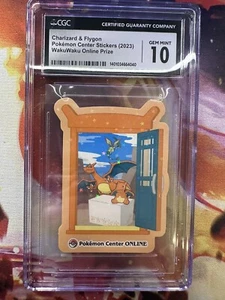 CGC
CERTIFIED GUARANTY COMPANY
Charizard & Flygon
Pokémon Center Stickers (2023)
WakuWaku Online Prize
GEM MINT
10
Pokémon Center ONLINE